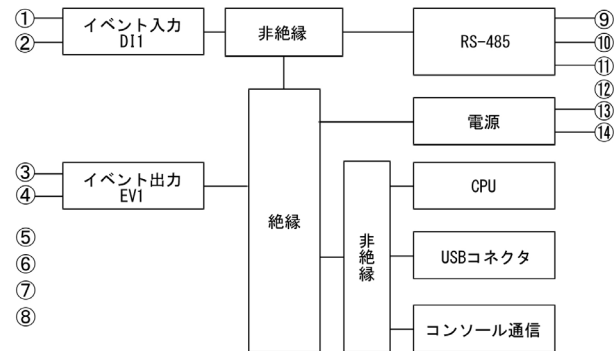 ①
②
イベント入力
DI1
非絶縁
RS-485
⑨
⑩
⑪
⑫
電源
⑬
⑭
③
④
イベント出力
EV1
絶縁
非絶縁
CPU
USBコネクタ
コンソール通信
⑤
⑥
⑦
⑧